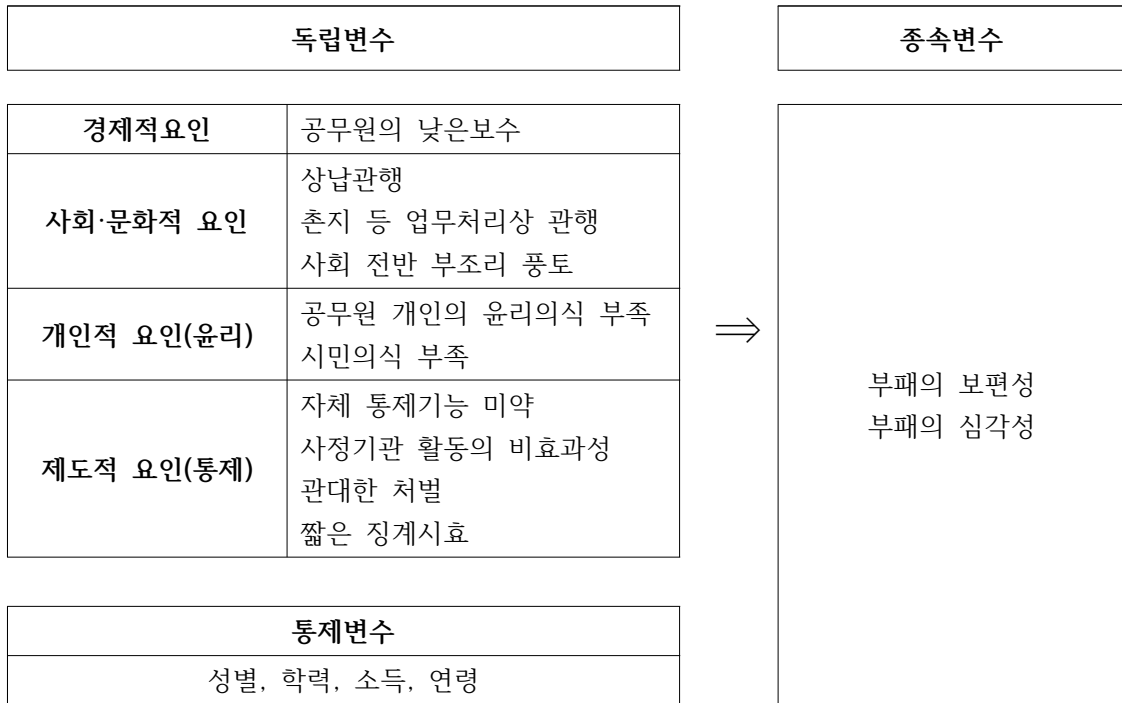 독립변수
종속변수
경제적요인
공무원의 낮은보수
사회·문화적 요인
상납관행
촌지 등 업무처리상 관행
사회 전반 부조리 풍토
개인적 요인(윤리)
공무원 개인의 윤리의식 부족
시민의식 부족
제도적 요인(통제)
자체 통제기능 미약
사정기관 활동의 비효과성
관대한 처벌
짧은 징계시효
⇒
부패의 보편성
부패의 심각성
통제변수
성별, 학력, 소득, 연령